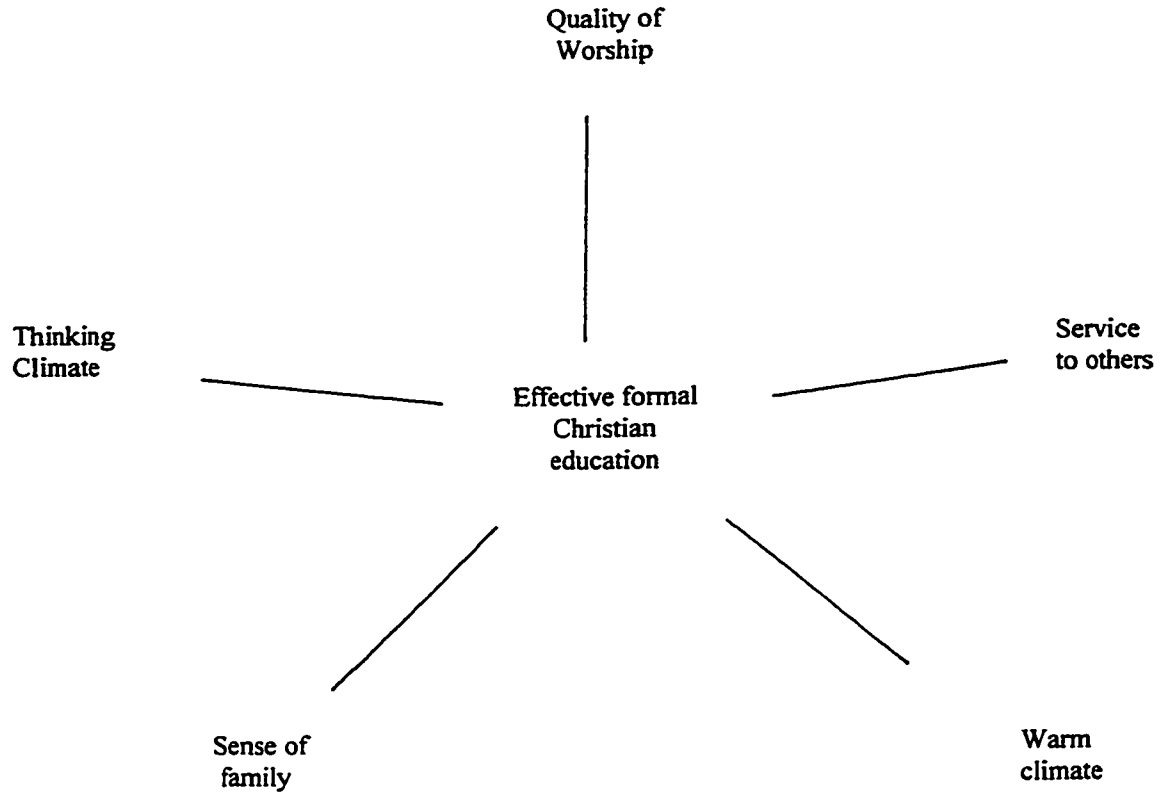 Quality of
Worship
Thinking
Climate
Service
to others
Effective formal
Christian
education
Sense of
family
Warm
climate